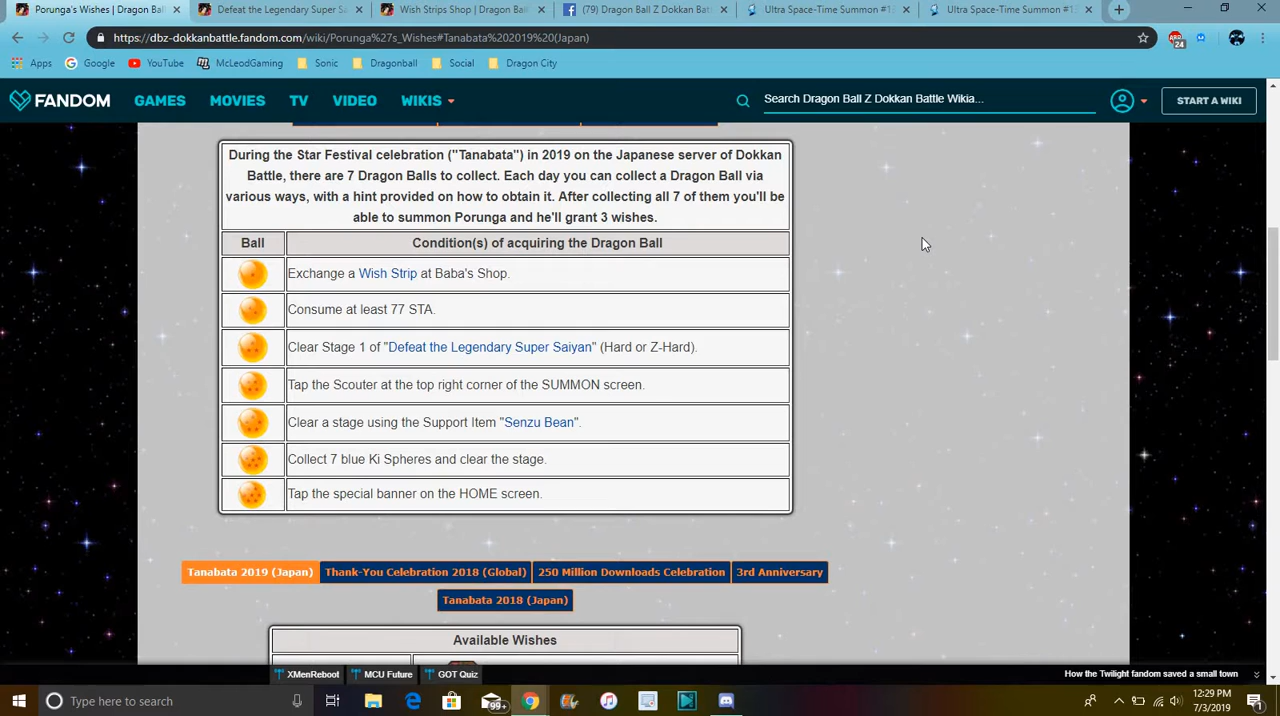 Porunga's Wishes | Dragon Ball
Defeat the Legendary Super Sa
Wish Strips Shop | Dragon Ball
(79) Dragon Ball Z Dokkan Batt
Ultra Space-Time Summon #18
Ultra Space-Time Summon #18
https://dbz-dokkanbattle.fandom.com/wiki/Porunga%27s_Wishes#Tanabata%202019%20(Japan)
24
Apps
Google
YouTube
McLeodGaming
Sonic
Dragonball
Social
Dragon City
FANDOM
GAMES
MOVIES
TV
VIDEO
WIKIS
Search Dragon Ball Z Dokkan Battle Wikia...
START A WIKI
During the Star Festival celebration ("Tanabata") in 2019 on the Japanese server of Dokkan
Battle, there are 7 Dragon Balls to collect. Each day you can collect a Dragon Ball via
various ways, with a hint provided on how to obtain it. After collecting all 7 of them you'll be
able to summon Porunga and he'll grant 3 wishes.
Ball
Condition(s) of acquiring the Dragon Ball
Exchange a Wish Strip at Baba's Shop.
Consume at least 77 STA.
Clear Stage 1 of "Defeat the Legendary Super Saiyan" (Hard or Z-Hard).
Tap the Scouter at the top right corner of the SUMMON screen.
Clear a stage using the Support Item "Senzu Bean".
Collect 7 blue Ki Spheres and clear the stage.
Tap the special banner on the HOME screen.
Tanabata 2019 (Japan)
Thank-You Celebration 2018 (Global)
250 Million Downloads Celebration
3rd Anniversary
Tanabata 2018 (Japan)
Available Wishes
XMenReboot
MCU Future
GOT Quiz
How the Twilight fandom saved a small town
Type here to search
99+
12:29 PM
7/3/2019